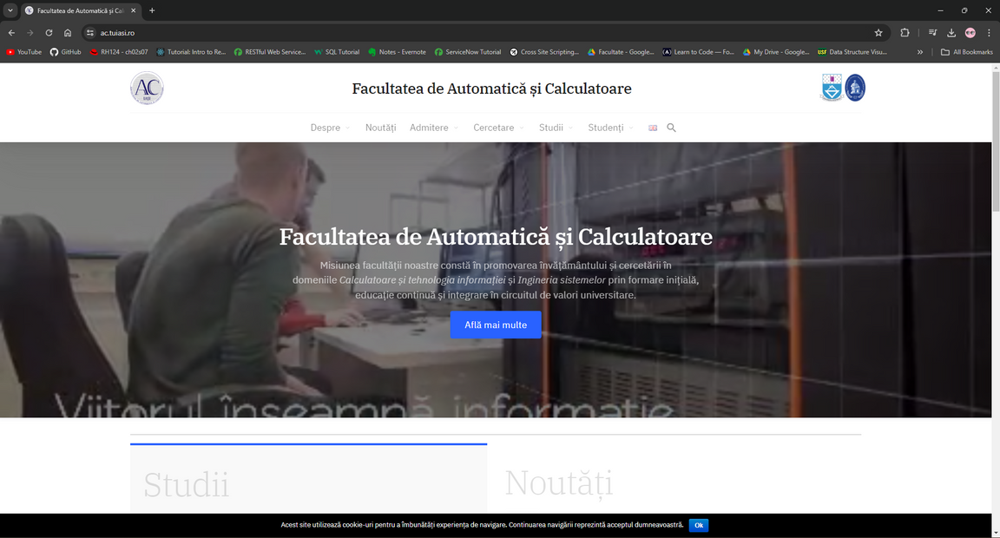 Facultatea de Automatică și Cal
ac.tuiasi.ro
YouTube
GitHub
RH124 - ch02s07
Tutorial: Intro to Re...
RESTful Web Service...
SQL Tutorial
Notes - Evernote
ServiceNow Tutorial
Cross Site Scripting...
Facultate - Google...
Learn to Code — Fo...
My Drive - Google...
Data Structure Visu...
All Bookmarks
AC
IAȘI
Facultatea de Automatică și Calculatoare
Despre
Noutăți
Admitere
Cercetare
Studii
Studenți
Facultatea de Automatică și Calculatoare
Misiunea facultății noastre constă în promovarea învățământului și cercetării în
domeniile Calculatoare și tehnologia informației și Ingineria sistemelor prin formare inițială,
educație continuă și integrare în circuitul de valori universitare.
Află mai multe
Viitorul înseamnă informație
Studii
Noutăți
Acest site utilizează cookie-uri pentru a îmbunătăți experiența de navigare. Continuarea navigării reprezintă acceptul dumneavoastră.
Ok